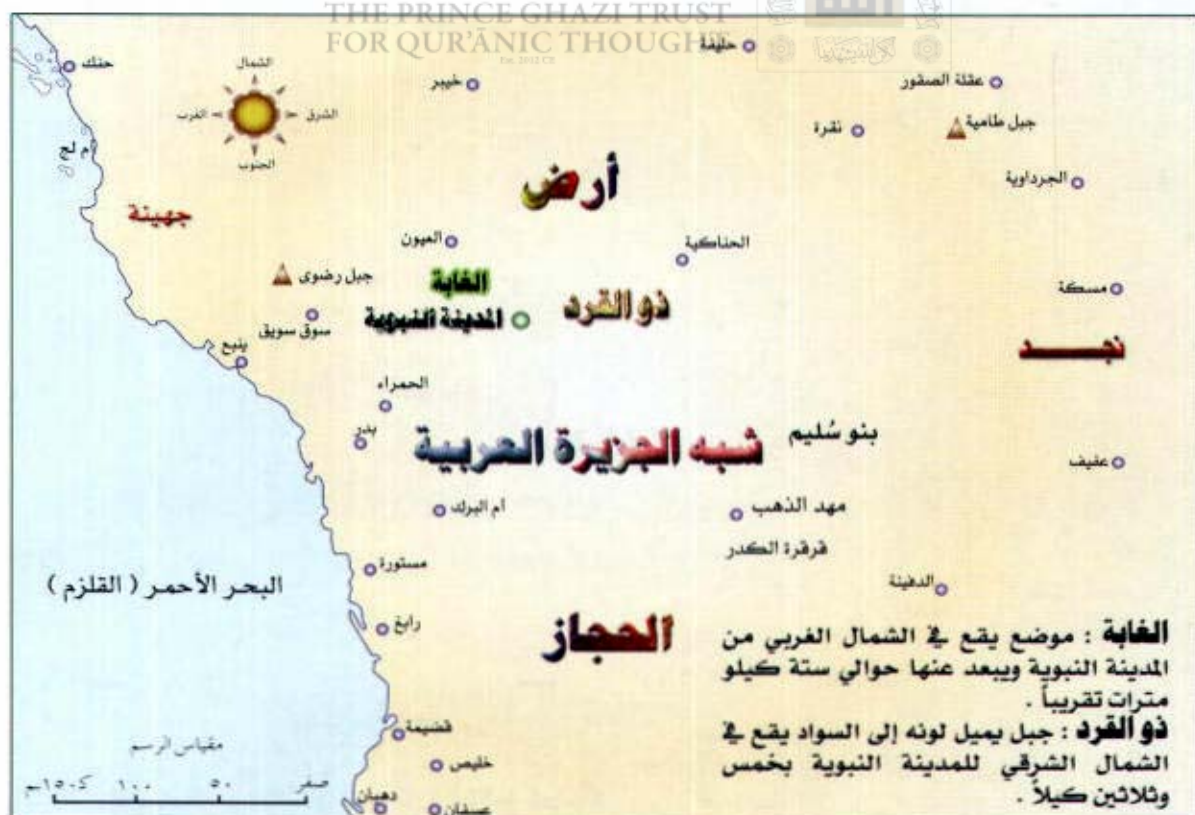 THE PRINCE GHAZI TRUST
FOR QUR'ĀNIC THOUGHT
حليفة
حنك
الشمال
خيبر
عقلة الصقور
الشرق
الغرب
نقرة
جبل طامية
أم لج
الجنوب
الجرداوية
أرض
جهينة
العيون
الحناكية
جبل رضوى
الغابة
مسكة
ذو القرد
المدينة النبوية
سوق سويق
ينبع
نجد
الحمراء
بدر
شبه الجزيرة العربية
بنو سُليم
عفيف
أم البرك
مهد الذهب
قرقرة الكدر
مستورة
الدفينة
البحر الأحمر ( القلزم )
رابغ
الحجاز
الغابة : موضع يقع في الشمال الغربي من
المدينة النبوية ويبعد عنها حوالي ستة كيلو
مترات تقريباً .
ذو القرد : جبل يميل لونه إلى السواد يقع في
الشمال الشرقي للمدينة النبوية بخمس
وثلاثين كيلاً .
قضيمة
مقياس الرسم
خليص
صفر ٥٠ ١٠٠ ١٥٠كم
دهبان
عسفان